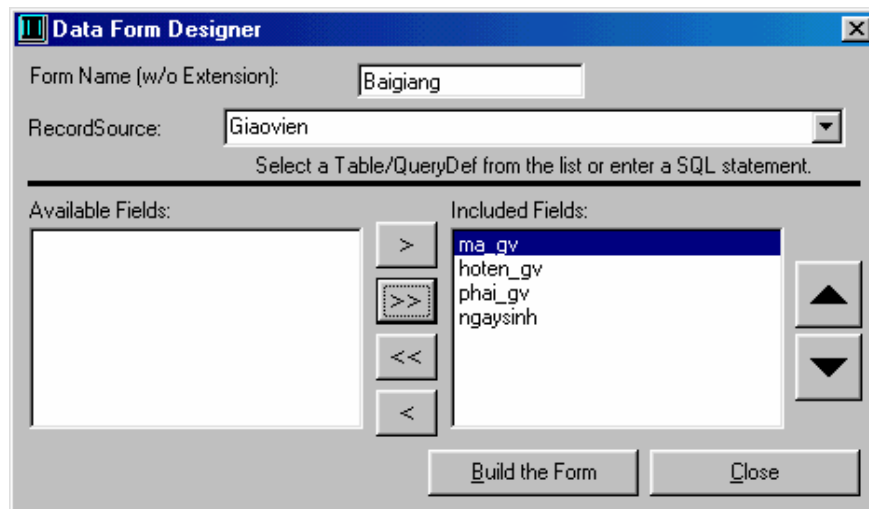 Data Form Designer
Form Name (w/o Extension): Baigiang
RecordSource: Giaovien
Select a Table/QueryDef from the list or enter a SQL statement.
Available Fields:
Included Fields:
ma_gv
hoten_gv
phai_gv
ngaysinh
>
>>
<<
<
Build the Form
Close